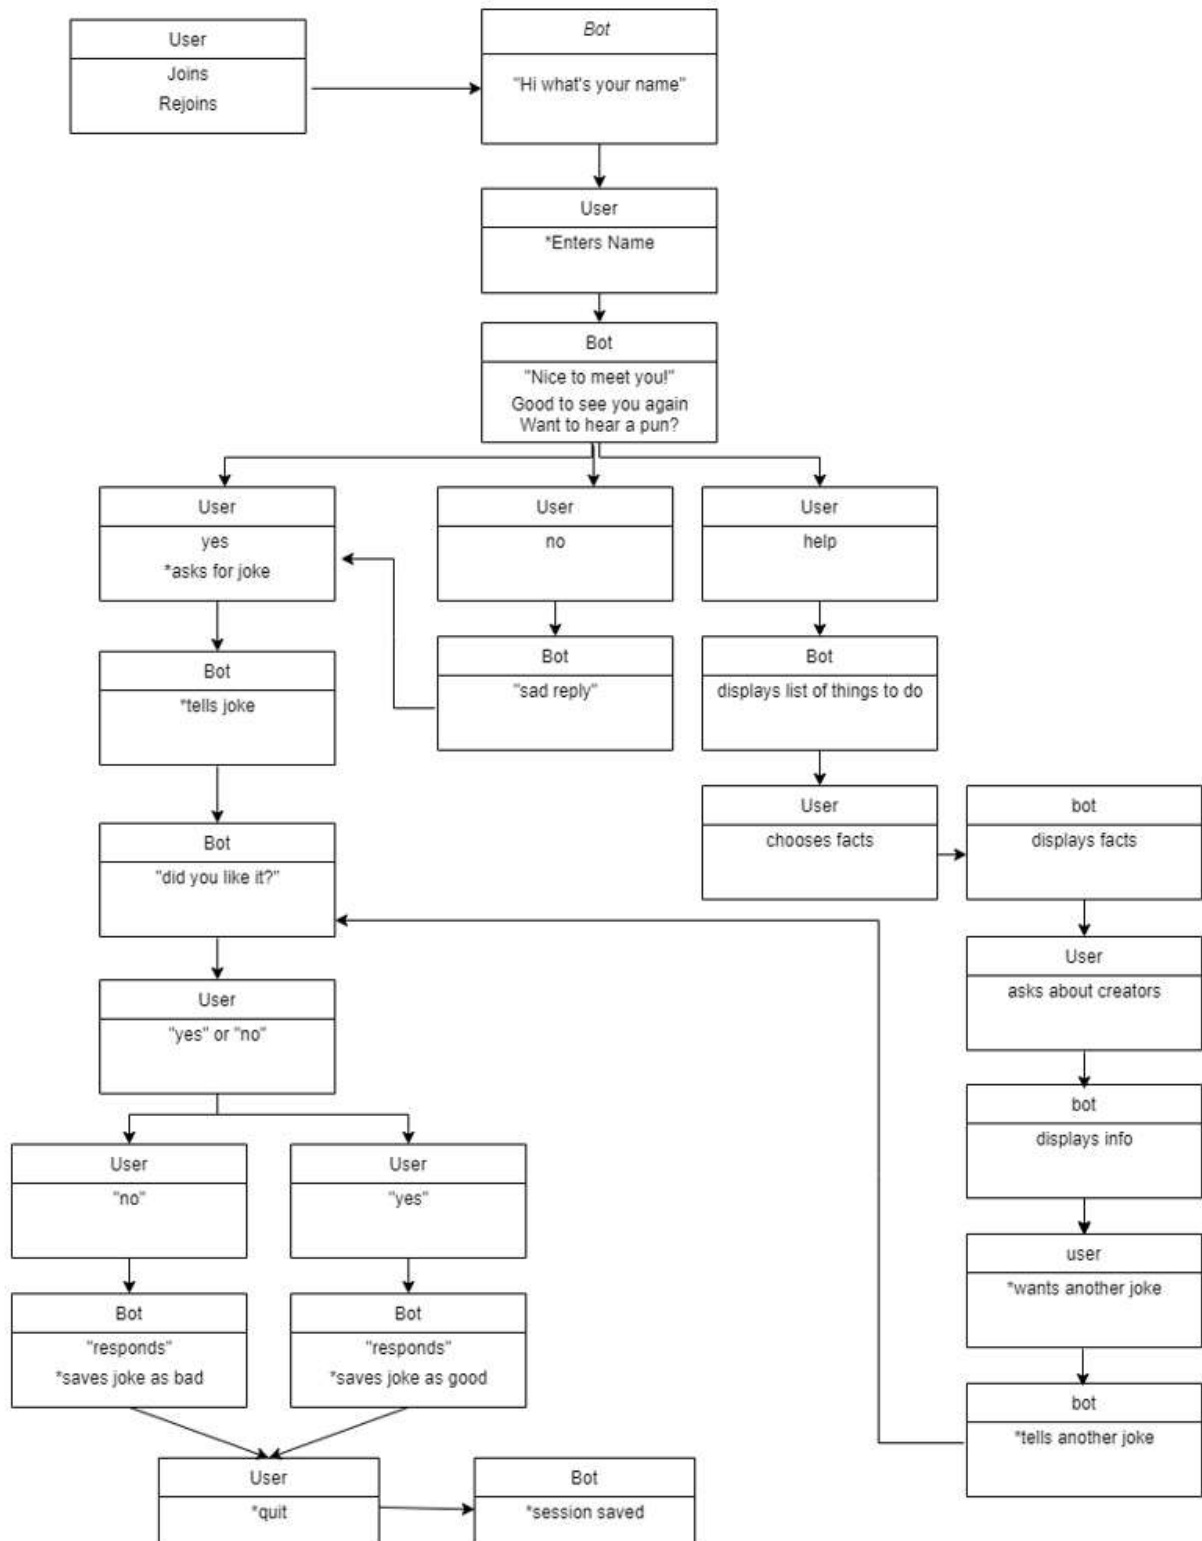 User
Joins
Rejoins
Bot
"Hi what's your name"
User
*Enters Name
Bot
"Nice to meet you!"
Good to see you again
Want to hear a pun?
User
yes
*asks for joke
User
no
User
help
Bot
*tells joke
Bot
"sad reply"
Bot
displays list of things to do
User
chooses facts
bot
displays facts
Bot
"did you like it?"
User
asks about creators
User
"yes" or "no"
bot
displays info
User
"no"
User
"yes"
user
*wants another joke
Bot
"responds"
*saves joke as bad
Bot
"responds"
*saves joke as good
bot
*tells another joke
User
*quit
Bot
*session saved